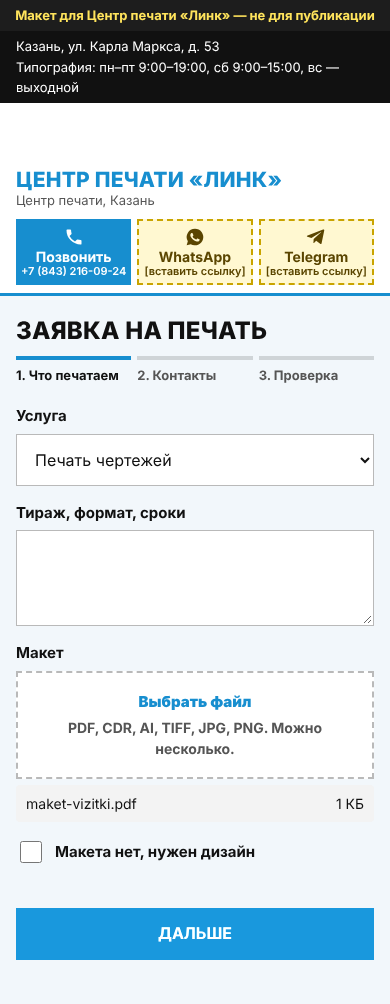 Макет для Центр печати «Линк» — не для публикации
Казань, ул. Карла Маркса, д. 53
Типография: пн–пт 9:00–19:00, сб 9:00–15:00, вс —
выходной
ЦЕНТР ПЕЧАТИ «ЛИНК»
Центр печати, Казань
Позвонить
+7 (843) 216-09-24
WhatsApp
[вставить ссылку]
Telegram
[вставить ссылку]
ЗАЯВКА НА ПЕЧАТЬ
1. Что печатаем
2. Контакты
3. Проверка
Услуга
Печать чертежей
Тираж, формат, сроки
Макет
Выбрать файл
PDF, CDR, AI, TIFF, JPG, PNG. Можно
несколько.
maket-vizitki.pdf
1 КБ
Макета нет, нужен дизайн
ДАЛЬШЕ